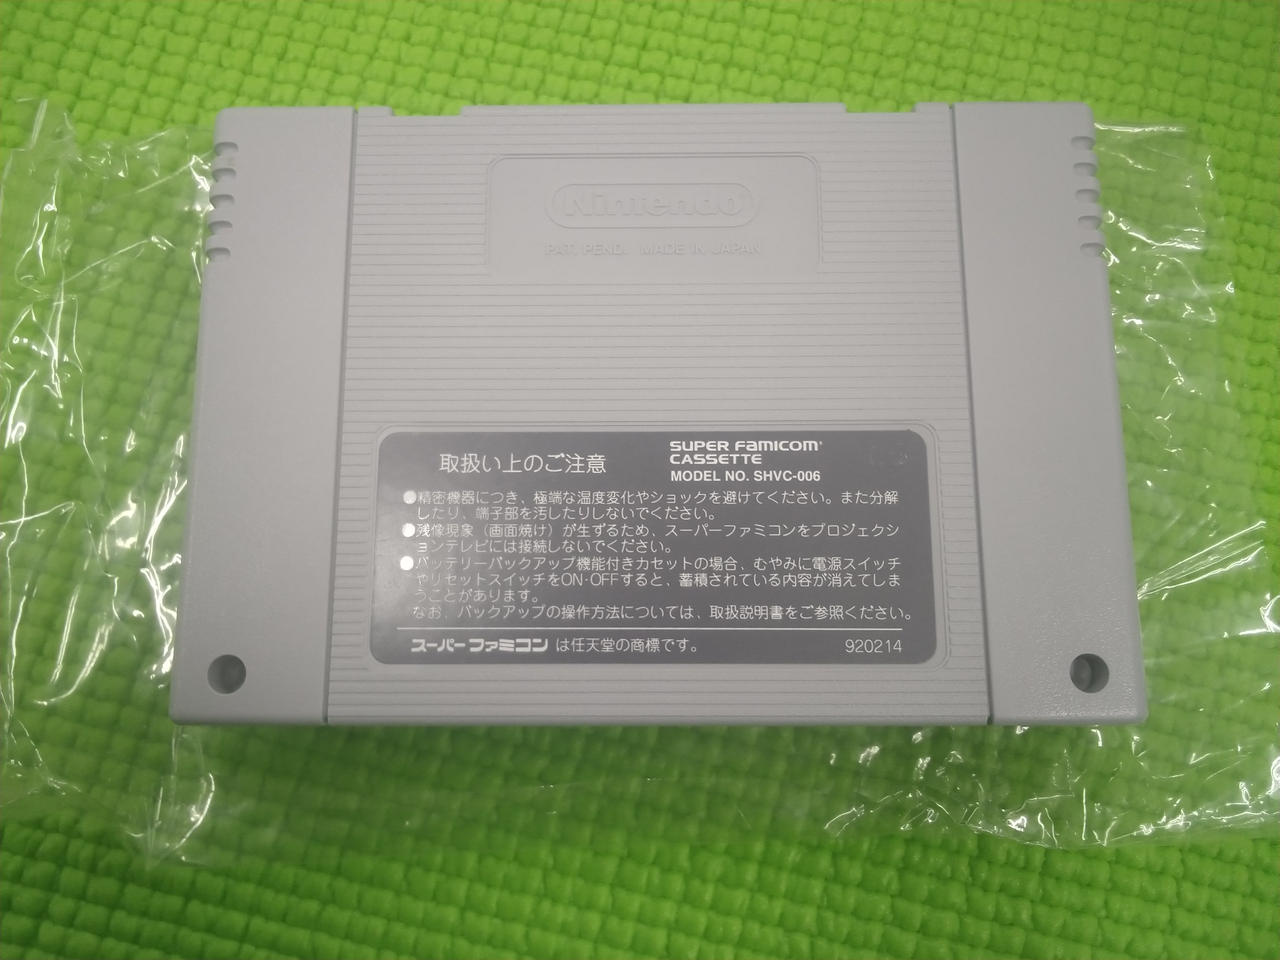 Nintendo
PAT. PEND. MADE IN JAPAN
取扱い上のご注意
SUPER FAMICOM
CASSETTE
MODEL NO. SHVC-006
●精密機器につき、極端な温度変化やショックを避けてください。また分解
したり、端子部を汚したりしないでください。
●残像現象（画面焼け）が生ずるため、スーパーファミコンをプロジェクシ
ョンテレビには接続しないでください。
●バッテリーバックアップ機能付きカセットの場合、むやみに電源スイッチ
やリセットスイッチをON・OFFすると、蓄積されている内容が消えてしま
うことがあります。
なお、バックアップの操作方法については、取扱説明書をご参照ください。
スーパーファミコンは任天堂の商標です。 920214